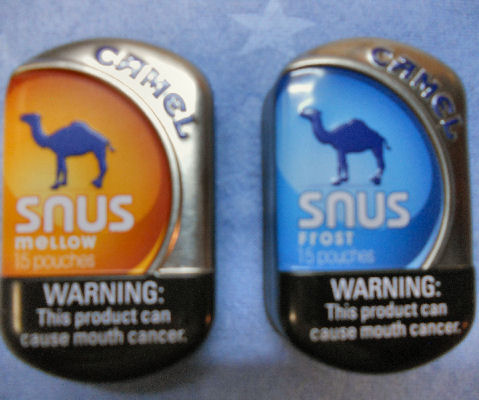 CAMEL
SNUS
mELLOW
15 pouches
WARNING:
This product can
cause mouth cancer.
CAMEL
SNUS
FROST
15 pouches
WARNING:
This product can
cause mouth cancer.